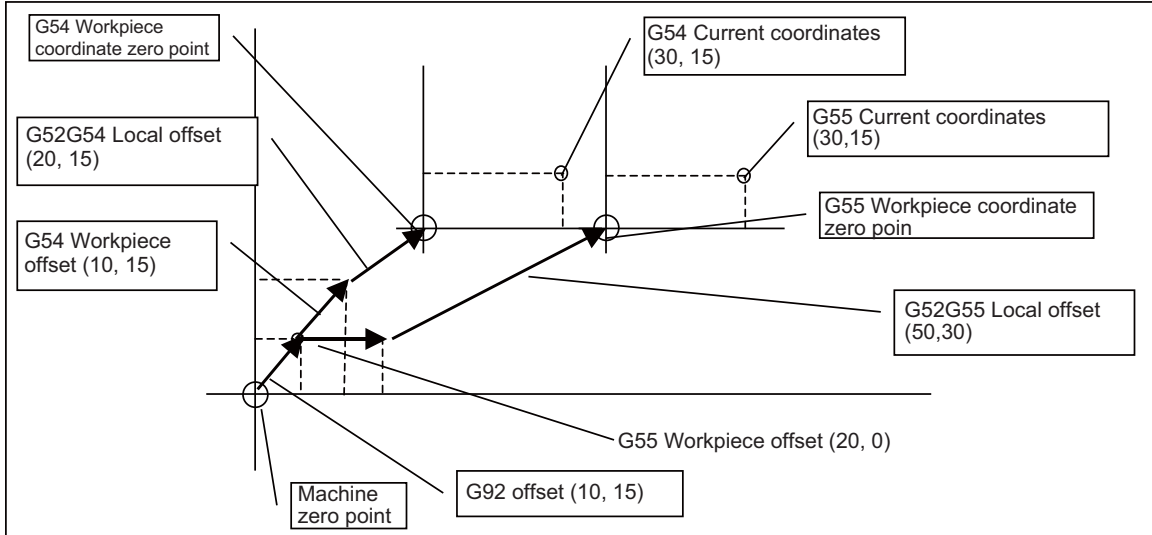 G54 Workpiece
coordinate zero point
G54 Current coordinates
(30, 15)
G52G54 Local offset
(20, 15)
G55 Current coordinates
(30,15)
G54 Workpiece
offset (10, 15)
G55 Workpiece coordinate
zero poin
G52G55 Local offset
(50,30)
G55 Workpiece offset (20, 0)
G92 offset (10, 15)
Machine
zero point